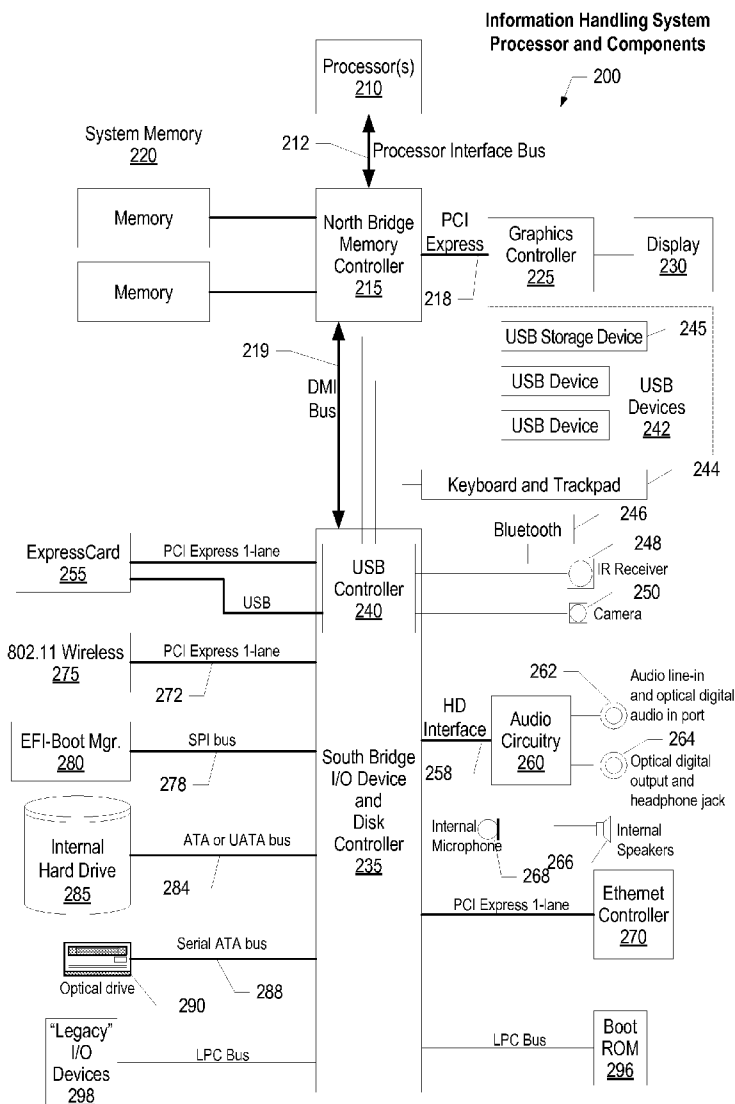 Information Handling System
Processor and Components
200
Processor(s)
210
System Memory
220
212
Processor Interface Bus
Memory
Memory
North Bridge
Memory
Controller
215
PCI
Express
218
Graphics
Controller
225
Display
230
219
DMI
Bus
USB Storage Device
245
USB Device
USB Device
USB
Devices
242
244
Keyboard and Trackpad
246
Bluetooth
248
IR Receiver
250
Camera
ExpressCard
255
PCI Express 1-lane
USB
USB
Controller
240
802.11 Wireless
275
PCI Express 1-lane
272
262
Audio line-in
and optical digital
audio in port
HD
Interface
258
Audio
Circuitry
260
264
Optical digital
output and
headphone jack
EFI-Boot Mgr.
280
SPI bus
278
South Bridge
I/O Device
and
Disk
Controller
235
Internal
Hard Drive
285
ATA or UATA bus
284
Internal
Microphone
268
266
Internal
Speakers
PCI Express 1-lane
Ethernet
Controller
270
Serial ATA bus
288
Optical drive
290
"Legacy"
I/O
Devices
298
LPC Bus
LPC Bus
Boot
ROM
296